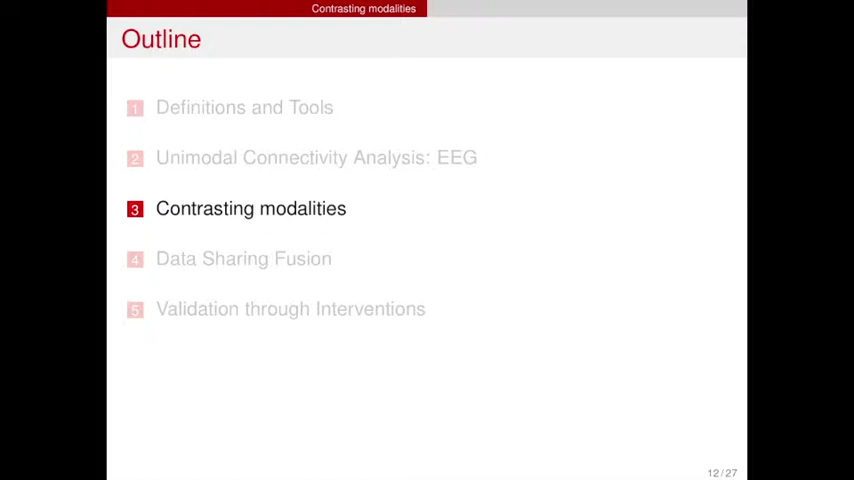 Contrasting modalities
Outline
1 Definitions and Tools
2 Unimodal Connectivity Analysis: EEG
3 Contrasting modalities
4 Data Sharing Fusion
5 Validation through Interventions
12 / 27